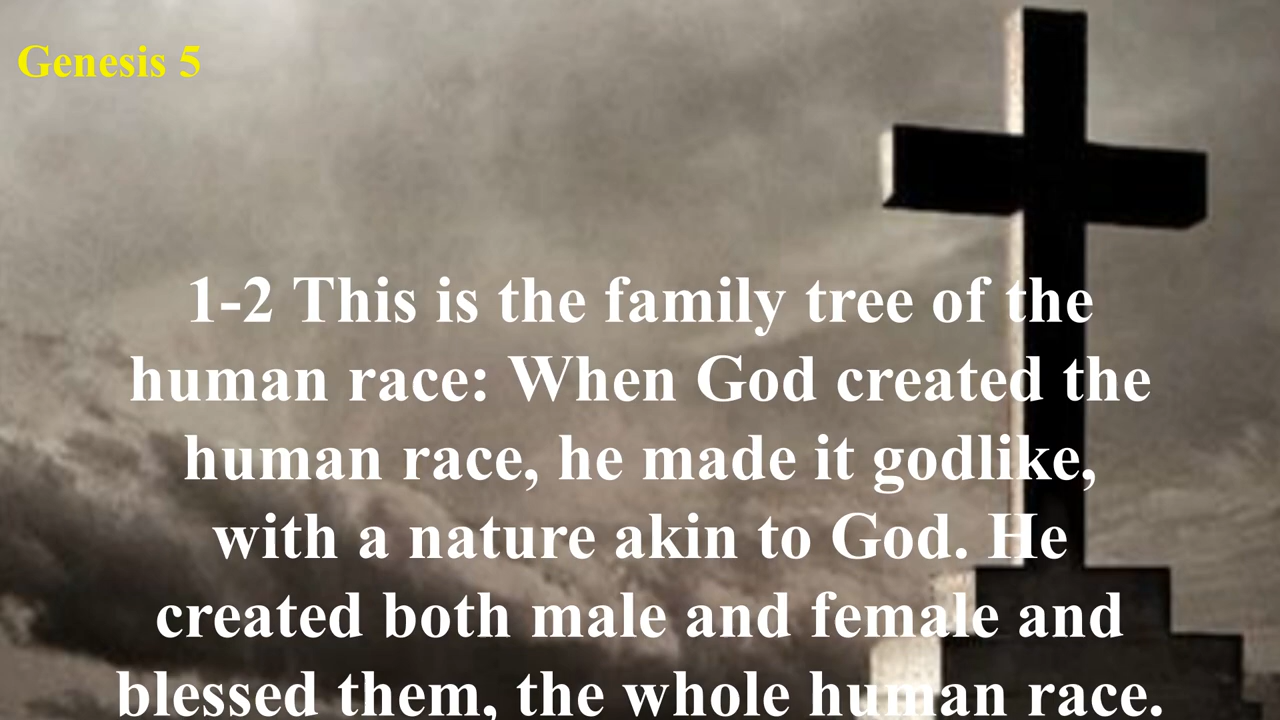 Genesis 5
1-2 This is the family tree of the
human race: When God created the
human race, he made it godlike,
with a nature akin to God. He
created both male and female and
blessed them, the whole human race.